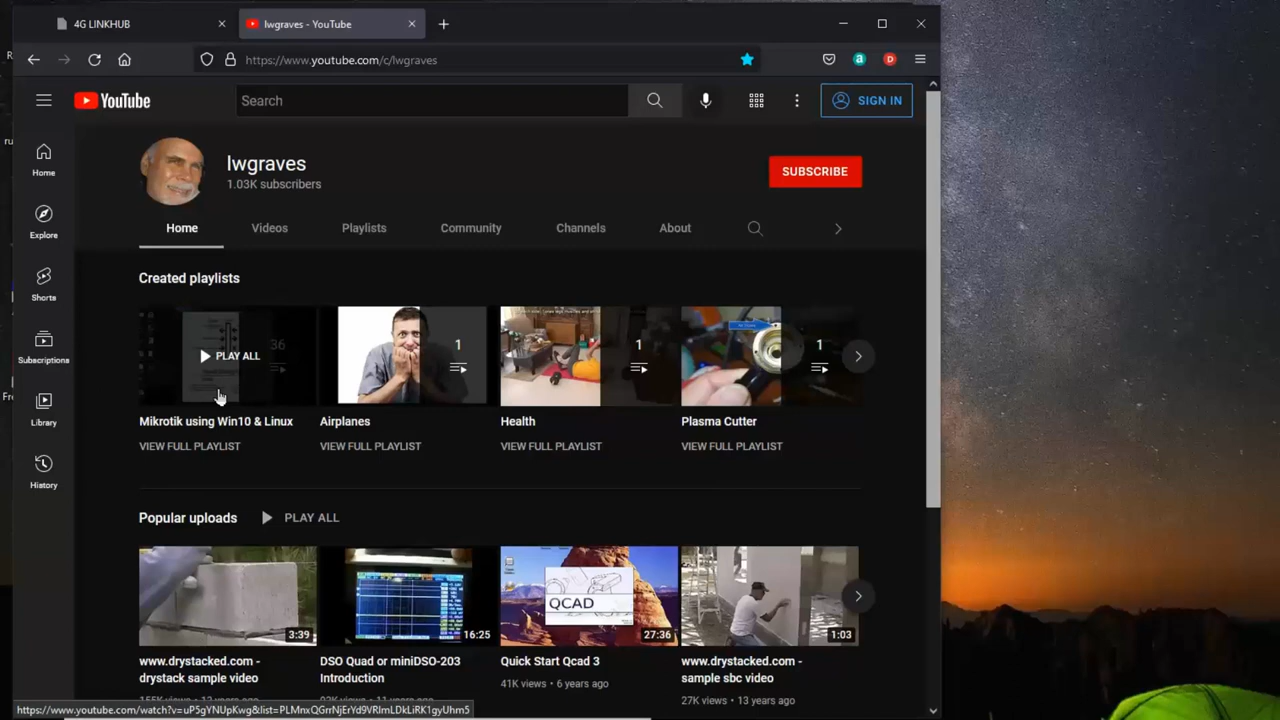 4G LINKHUB
lwgraves - YouTube
https://www.youtube.com/c/lwgraves
YouTube
Search
SIGN IN
Home
Explore
Shorts
Subscriptions
Library
History
lwgraves
1.03K subscribers
SUBSCRIBE
Home Videos Playlists Community Channels About
Created playlists
PLAY ALL
36
1
1
1
Mikrotik using Win10 & Linux
VIEW FULL PLAYLIST
Airplanes
VIEW FULL PLAYLIST
Health
VIEW FULL PLAYLIST
Plasma Cutter
VIEW FULL PLAYLIST
Popular uploads
PLAY ALL
3:39
www.drystacked.com -
drystack sample video
16:25
DSO Quad or miniDSO-203
Introduction
QCAD
27:36
Quick Start Qcad 3
41K views • 6 years ago
1:03
www.drystacked.com -
sample sbc video
27K views • 13 years ago
https://www.youtube.com/watch?v=uP5gYNUpKwg&list=PLMnxQGrrNjErYd9VRlmLDkLiRK1gyUhm5